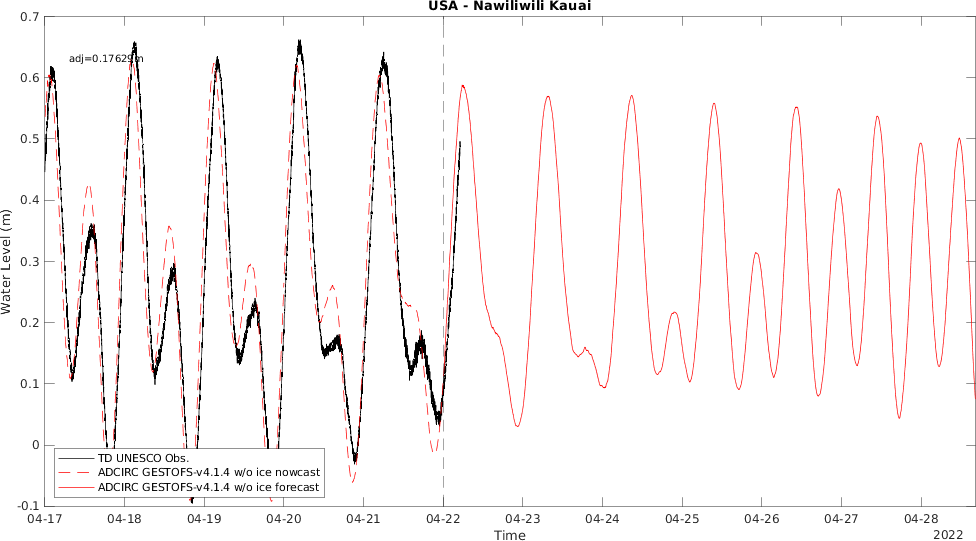 USA - Nawiliwili Kauai
0.7
0.6
0.5
0.4
0.3
0.2
0.1
0
-0.1
Water Level (m)
adj=0.17629m
TD UNESCO Obs.
ADCIRC GESTOFS-v4.1.4 w/o ice nowcast
ADCIRC GESTOFS-v4.1.4 w/o ice forecast
04-17 04-18 04-19 04-20 04-21 04-22 04-23 04-24 04-25 04-26 04-27 04-28
Time
2022